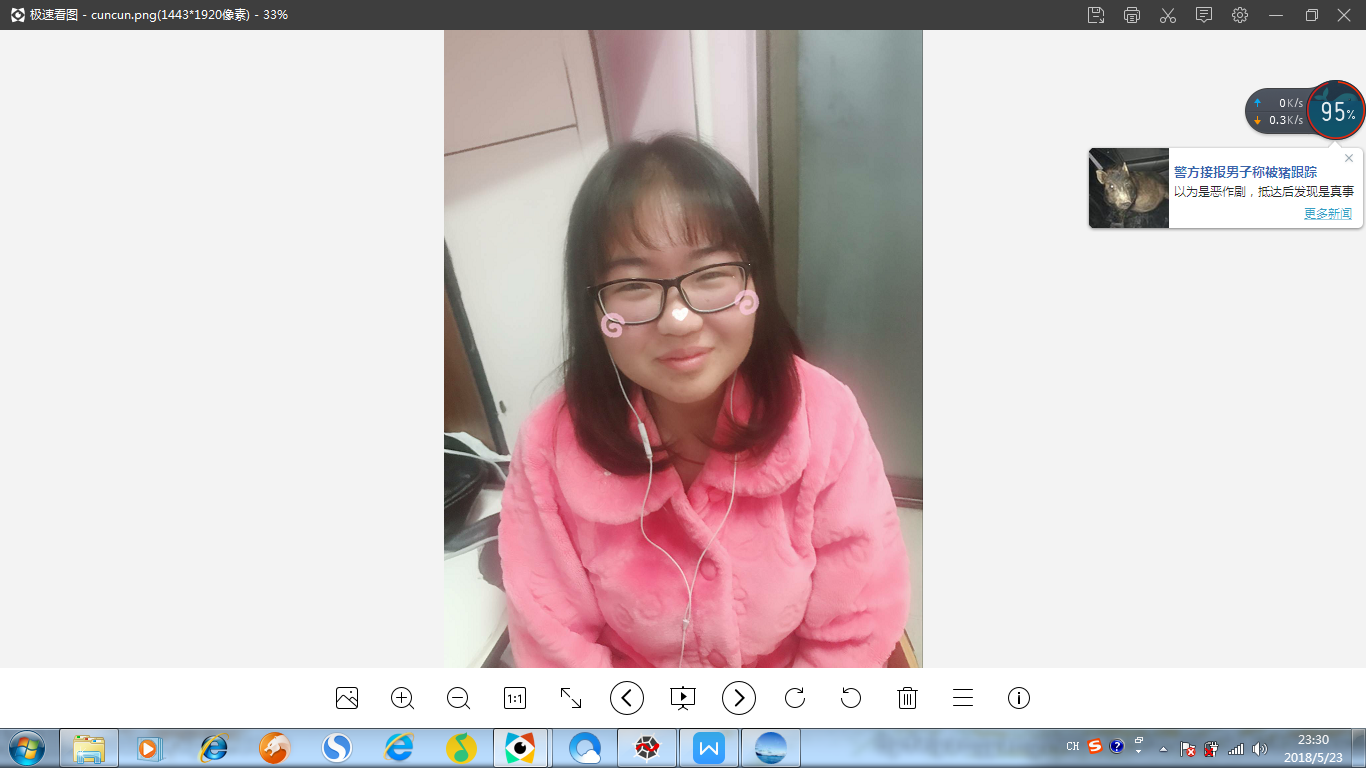 极速看图 - cuncun.png(1443*1920像素) - 33%
0K/s
0.3K/s
95%
警方接报男子称被猪跟踪
以为是恶作剧，抵达后发现是真事
更多新闻
1:1
CH
23:30
2018/5/23